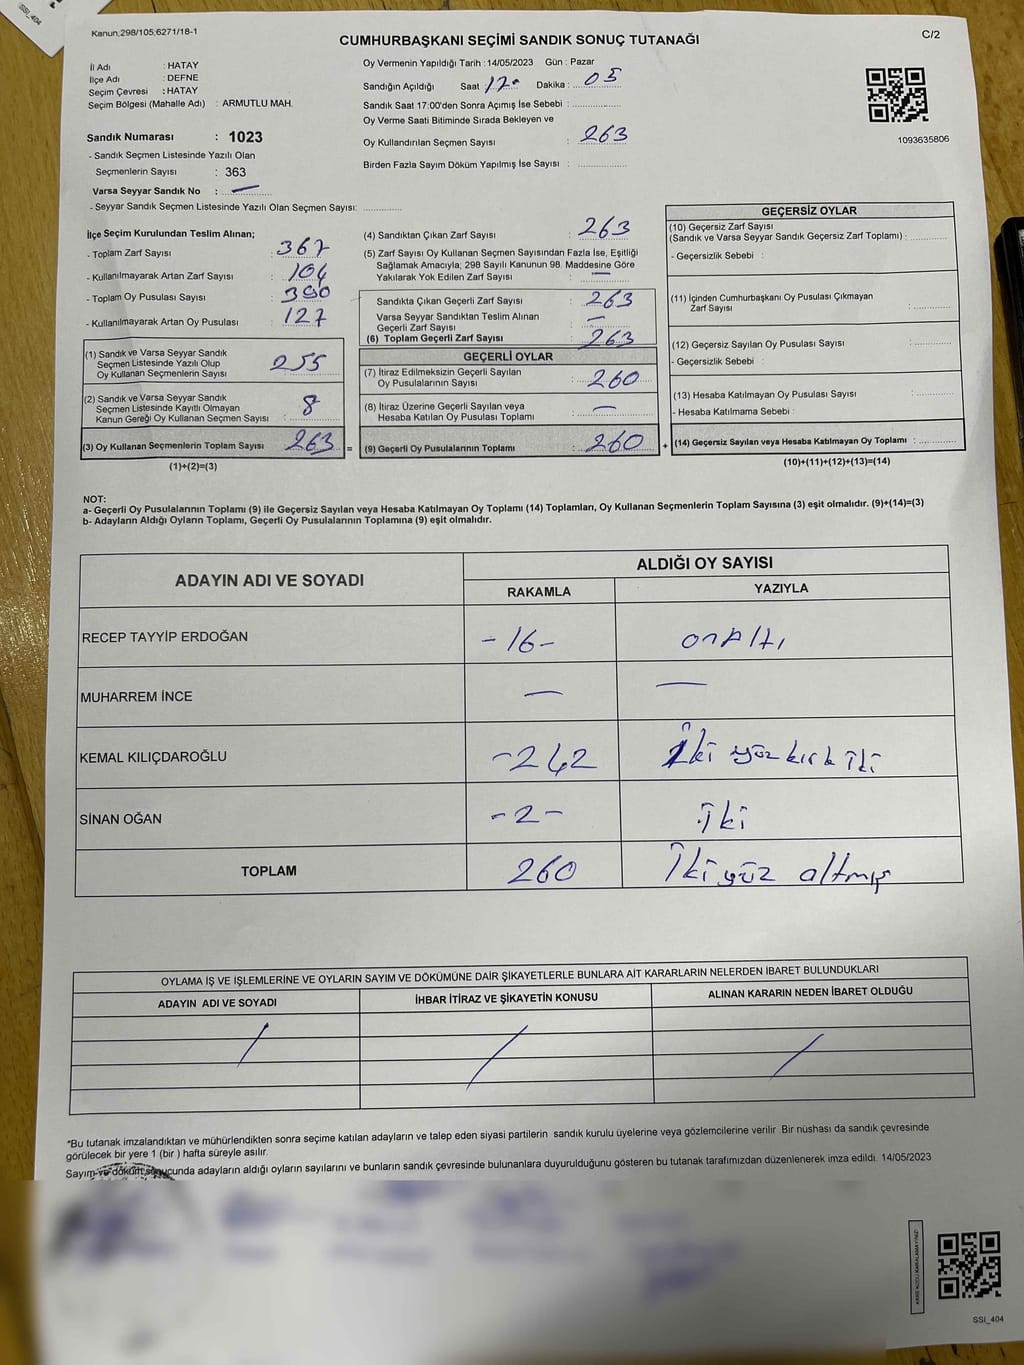 SSI_404
Kanun;298/105;6271/18-1
C/2
CUMHURBAŞKANI SEÇİMİ SANDIK SONUÇ TUTANAĞI
İl Adı : HATAY
İlçe Adı : DEFNE
Seçim Çevresi : HATAY
Seçim Bölgesi (Mahalle Adı) : ARMUTLU MAH.
Sandık Numarası : 1023
- Sandık Seçmen Listesinde Yazılı Olan
Seçmenlerin Sayısı : 363
Varsa Seyyar Sandık No : —
- Seyyar Sandık Seçmen Listesinde Yazılı Olan Seçmen Sayısı: ............
Oy Vermenin Yapıldığı Tarih : 14/05/2023 Gün : Pazar
Sandığın Açıldığı Saat Dakika : 05
Sandık Saat 17:00'den Sonra Açımış İse Sebebi : ...............
Oy Verme Saati Bitiminde Sırada Bekleyen ve
Oy Kullandırılan Seçmen Sayısı : 263
Birden Fazla Sayım Döküm Yapılmış İse Sayısı : ...............
1093635806
İlçe Seçim Kurulundan Teslim Alınan;
- Toplam Zarf Sayısı : 367
- Kullanılmayarak Artan Zarf Sayısı : 104
- Toplam Oy Pusulası Sayısı : 390
- Kullanılmayarak Artan Oy Pusulası : 127
(1) Sandık ve Varsa Seyyar Sandık
Seçmen Listesinde Yazılı Olup
Oy Kullanan Seçmenlerin Sayısı : 255
(2) Sandık ve Varsa Seyyar Sandık
Seçmen Listesinde Kayıtlı Olmayan
Kanun Gereği Oy Kullanan Seçmen Sayısı : 8
(3) Oy Kullanan Seçmenlerin Toplam Sayısı : 263 =
(1)+(2)=(3)
(4) Sandıktan Çıkan Zarf Sayısı : 263
(5) Zarf Sayısı Oy Kullanan Seçmen Sayısından Fazla İse, Eşitliği
Sağlamak Amacıyla; 298 Sayılı Kanunun 98. Maddesine Göre
Yakılarak Yok Edilen Zarf Sayısı : —
Sandıkta Çıkan Geçerli Zarf Sayısı : 263
Varsa Seyyar Sandıktan Teslim Alınan
Geçerli Zarf Sayısı : —
(6) Toplam Geçerli Zarf Sayısı : 263
GEÇERLİ OYLAR
(7) İtiraz Edilmeksizin Geçerli Sayılan
Oy Pusulalarının Sayısı : 260
(8) İtiraz Üzerine Geçerli Sayılan veya
Hesaba Katılan Oy Pusulası Toplamı : —
(9) Geçerli Oy Pusulalarının Toplamı : 260 +
GEÇERSİZ OYLAR
(10) Geçersiz Zarf Sayısı
(Sandık ve Varsa Seyyar Sandık Geçersiz Zarf Toplamı) : ............
- Geçersizlik Sebebi :
(11) İçinden Cumhurbaşkanı Oy Pusulası Çıkmayan
Zarf Sayısı : ............
(12) Geçersiz Sayılan Oy Pusulası Sayısı : ............
- Geçersizlik Sebebi :
(13) Hesaba Katılmayan Oy Pusulası Sayısı : ............
- Hesaba Katılmama Sebebi :
(14) Geçersiz Sayılan veya Hesaba Katılmayan Oy Toplamı : ............
(10)+(11)+(12)+(13)=(14)
NOT:
a- Geçerli Oy Pusulalarının Toplamı (9) ile Geçersiz Sayılan veya Hesaba Katılmayan Oy Toplamı (14) Toplamları, Oy Kullanan Seçmenlerin Toplam Sayısına (3) eşit olmalıdır. (9)+(14)=(3)
b- Adayların Aldığı Oyların Toplamı, Geçerli Oy Pusulalarının Toplamına (9) eşit olmalıdır.
ADAYIN ADI VE SOYADI
ALDIĞI OY SAYISI
RAKAMLA YAZIYLA
RECEP TAYYİP ERDOĞAN -16- onAltı
MUHARREM İNCE — —
KEMAL KILIÇDAROĞLU -242 İki yüz kırk iki
SİNAN OĞAN -2- İki
TOPLAM 260 İki yüz altmış
OYLAMA İŞ VE İŞLEMLERİNE VE OYLARIN SAYIM VE DÖKÜMÜNE DAİR ŞİKAYETLERLE BUNLARA AİT KARARLARIN NELERDEN İBARET BULUNDUKLARI
ADAYIN ADI VE SOYADI İHBAR İTİRAZ VE ŞİKAYETİN KONUSU ALINAN KARARIN NEDEN İBARET OLDUĞU
*Bu tutanak imzalandıktan ve mühürlendikten sonra seçime katılan adayların ve talep eden siyasi partilerin sandık kurulu üyelerine veya gözlemcilerine verilir .Bir nüshası da sandık çevresinde
görülecek bir yere 1 (bir ) hafta süreyle asılır.
Sayım ve döküm sonucunda adayların aldığı oyların sayılarını ve bunların sandık çevresinde bulunanlara duyurulduğunu gösteren bu tutanak tarafımızdan düzenlenerek imza edildi. 14/05/2023
SSI_404